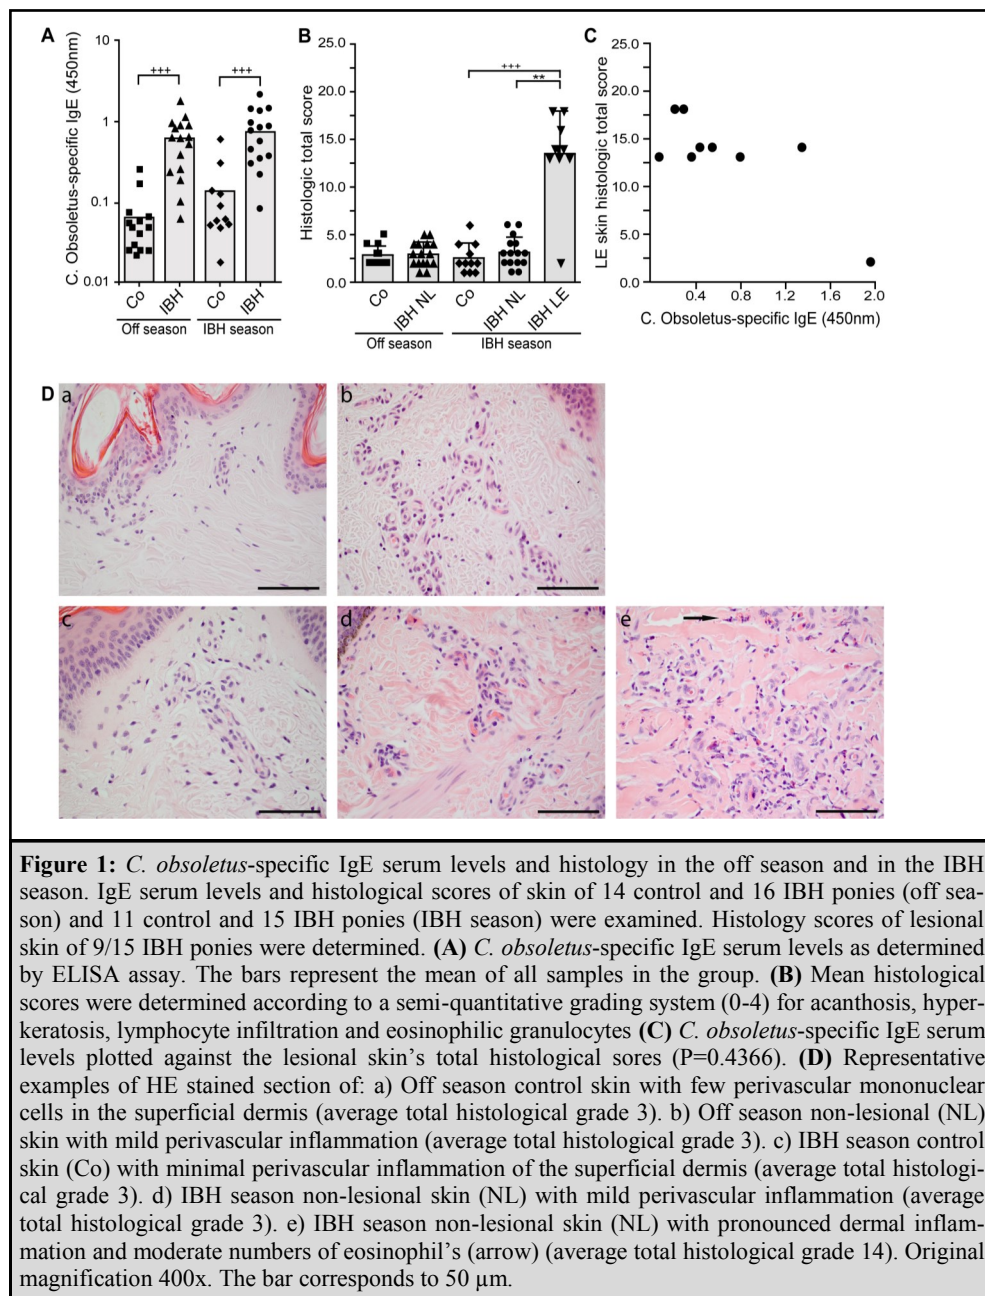 A
C. Obsoletus-specific IgE (450nm)
10
1
0.1
0.01
+++
+++
Co
IBH
Co
IBH
Off season
IBH season
B
Histologic total score
25.0
20.0
15.0
10.0
5.0
0.0
+++
**
Co
IBH NL
Co
IBH NL
IBH LE
Off season
IBH season
C
LE skin histologic total score
25.0
20.0
15.0
10.0
5.0
0.0
0.4
0.8
1.2
1.6
2.0
C. Obsoletus-specific IgE (450nm)
D
a
b
c
d
e
Figure 1: C. obsoletus-specific IgE serum levels and histology in the off season and in the IBH
season. IgE serum levels and histological scores of skin of 14 control and 16 IBH ponies (off sea-
son) and 11 control and 15 IBH ponies (IBH season) were examined. Histology scores of lesional
skin of 9/15 IBH ponies were determined. (A) C. obsoletus-specific IgE serum levels as determined
by ELISA assay. The bars represent the mean of all samples in the group. (B) Mean histological
scores were determined according to a semi-quantitative grading system (0-4) for acanthosis, hyper-
keratosis, lymphocyte infiltration and eosinophilic granulocytes (C) C. obsoletus-specific IgE serum
levels plotted against the lesional skin's total histological sores (P=0.4366). (D) Representative
examples of HE stained section of: a) Off season control skin with few perivascular mononuclear
cells in the superficial dermis (average total histological grade 3). b) Off season non-lesional (NL)
skin with mild perivascular inflammation (average total histological grade 3). c) IBH season control
skin (Co) with minimal perivascular inflammation of the superficial dermis (average total histologi-
cal grade 3). d) IBH season non-lesional skin (NL) with mild perivascular inflammation (average
total histological grade 3). e) IBH season non-lesional skin (NL) with pronounced dermal inflam-
mation and moderate numbers of eosinophil's (arrow) (average total histological grade 14). Original
magnification 400x. The bar corresponds to 50 µm.